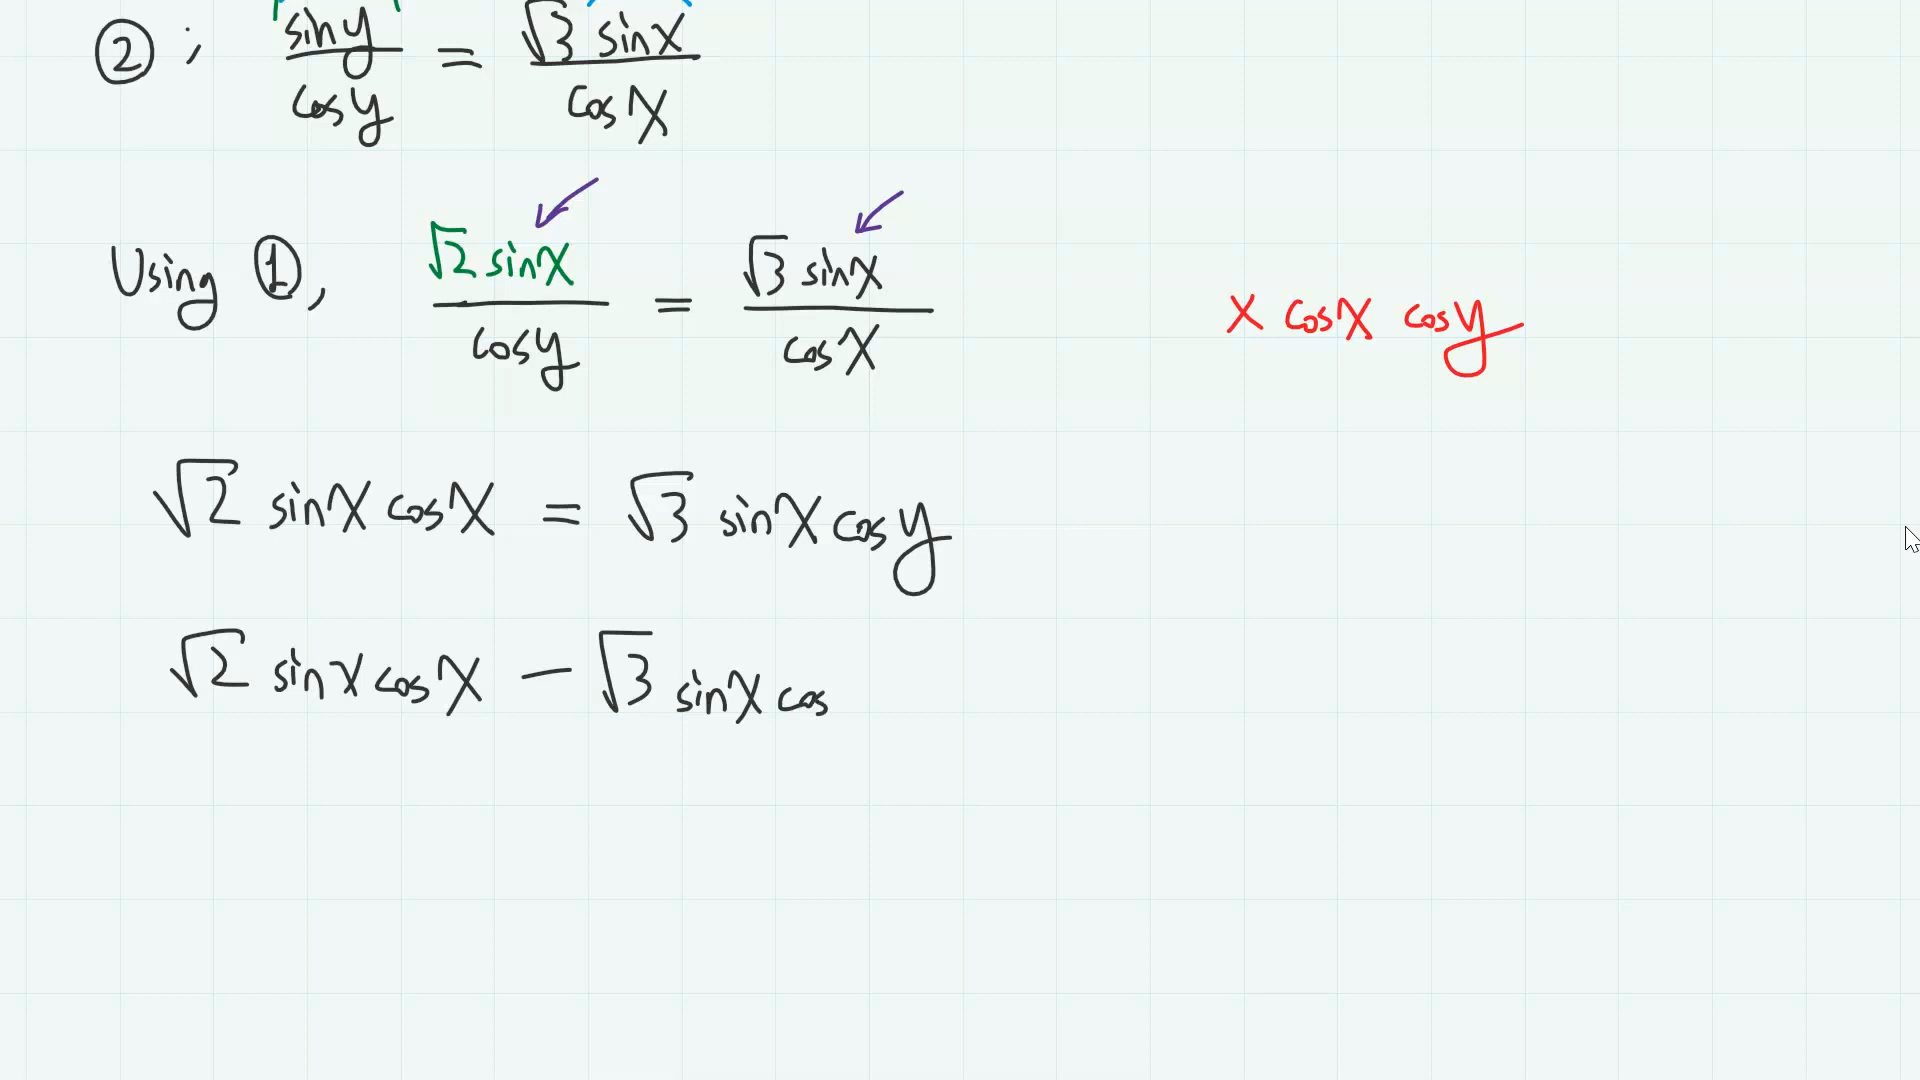 ② ; sin y / cos y = √3 sin x / cos x
Using ①, √2 sin x / cos y = √3 sin x / cos x
x cos x cos y
√2 sin x cos x = √3 sin x cos y
√2 sin x cos x − √3 sin x cos